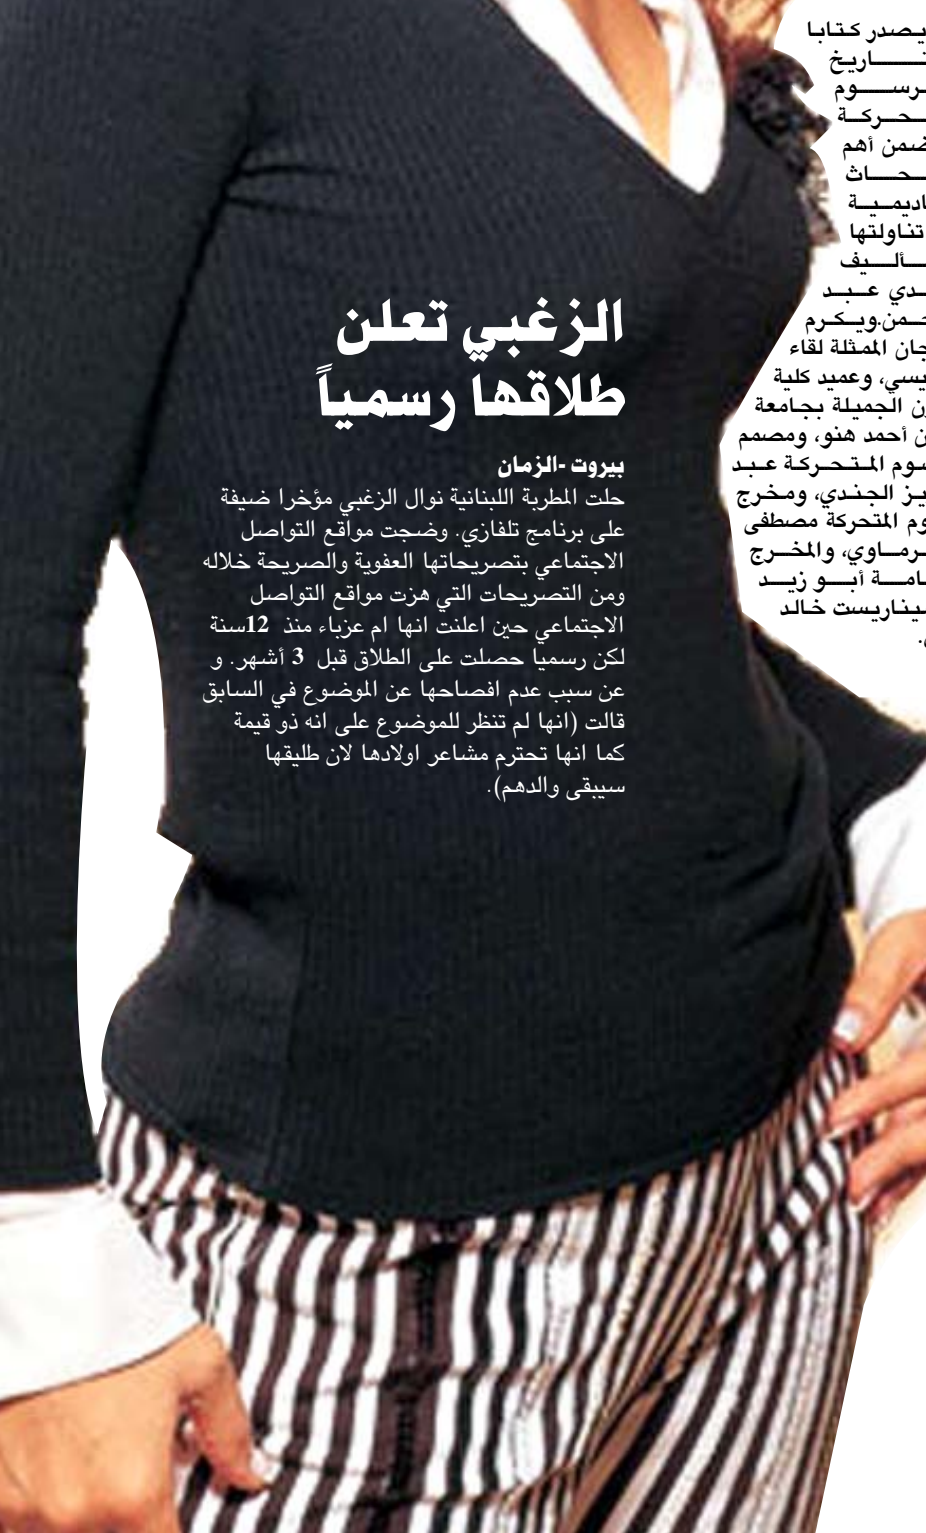 يصدر كتابا
ضمن أهم
تناولتها
الممثلة لقاء
وعميد كلية
الجميلة بجامعة
أحمد هنو، ومصمم
المتحركة عبد
الجندي، ومخرج
المتحركة مصطفى
والمخرج
أبو زيد
خالد
الزغبي تعلن
طلاقها رسمياً
بيروت -الزمان
حلت المطربة اللبنانية نوال الزغبي مؤخرا ضيفة
على برنامج تلفازي. وضجت مواقع التواصل
الاجتماعي بتصريحاتها العفوية والصريحة خلاله
ومن التصريحات التي هزت مواقع التواصل
الاجتماعي حين اعلنت انها ام عزباء منذ 12سنة
لكن رسميا حصلت على الطلاق قبل 3 أشهر. و
عن سبب عدم افصاحها عن الموضوع في السابق
قالت (انها لم تنظر للموضوع على انه ذو قيمة
كما انها تحترم مشاعر اولادها لان طليقها
سيبقى والدهم).